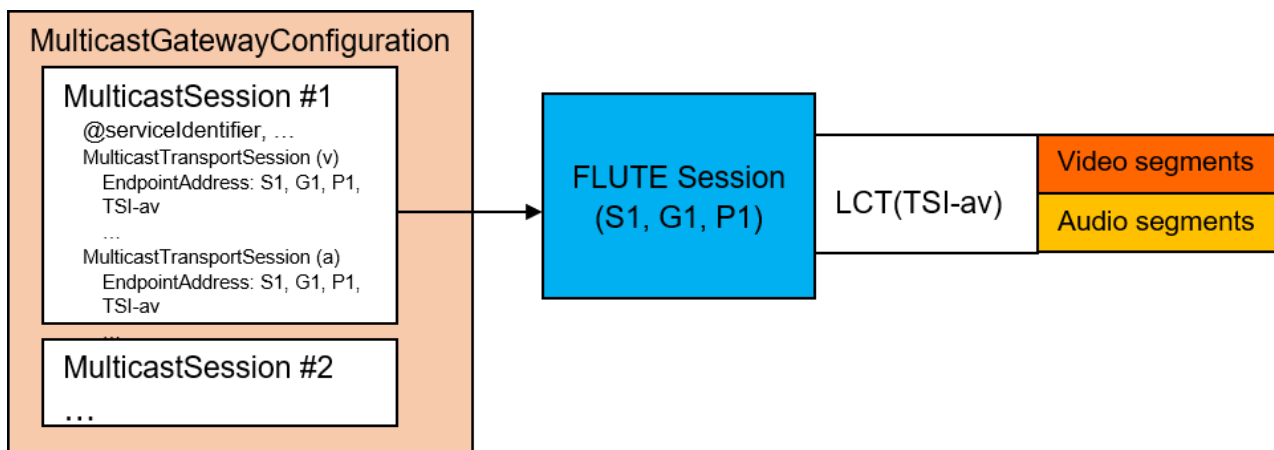 MulticastGatewayConfiguration
MulticastSession #1
@serviceIdentifier, …
MulticastTransportSession (v)
EndpointAddress: S1, G1, P1,
TSI-av
…
MulticastTransportSession (a)
EndpointAddress: S1, G1, P1,
TSI-av
…
MulticastSession #2
…
FLUTE Session
(S1, G1, P1)
LCT(TSI-av)
Video segments
Audio segments